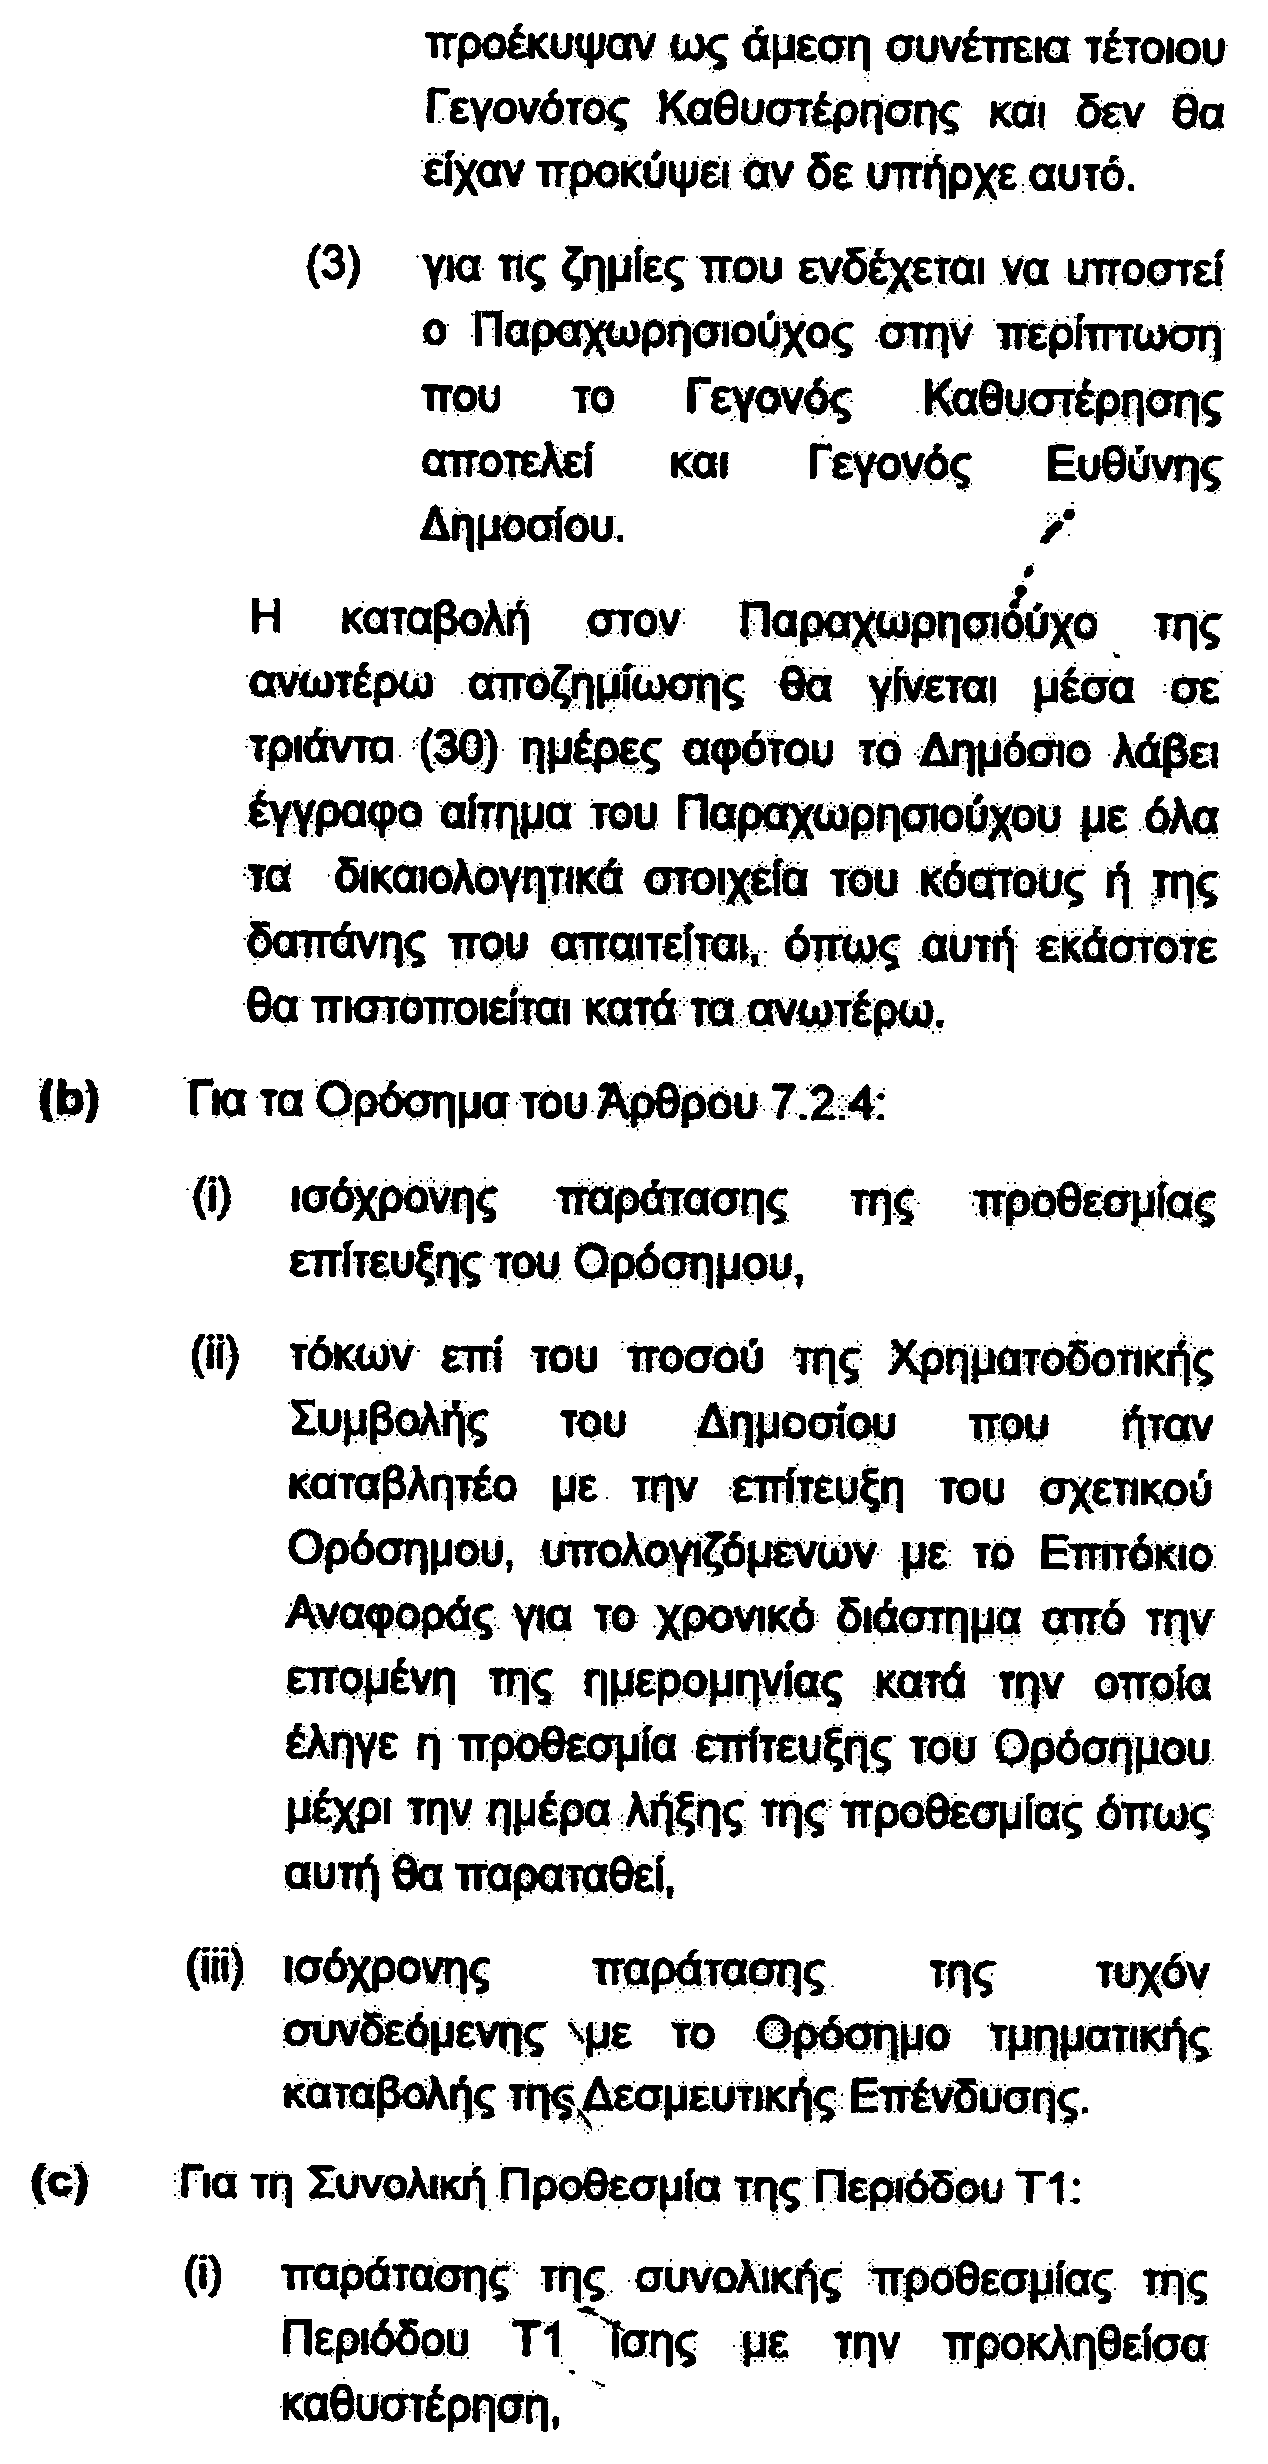 προέκυψαν ως άμεση συνέπεια τέτοιου
Γεγονότος Καθυστέρησης και δεν θα
είχαν προκύψει αν δε υπήρχε αυτό.
(3) για τις ζημίες που ενδέχεται να υποστεί
ο Παραχωρησιούχος στην περίπτωση
που το Γεγονός Καθυστέρησης
αποτελεί και Γεγονός Ευθύνης
Δημοσίου.
Η καταβολή στον Παραχωρησιούχο της
ανωτέρω αποζημίωσης θα γίνεται μέσα σε
τριάντα (30) ημέρες αφότου το Δημόσιο λάβει
έγγραφο αίτημα του Παραχωρησιούχου με όλα
τα δικαιολογητικά στοιχεία του κόστους ή της
δαπάνης που απαιτείται, όπως αυτή εκάστοτε
θα πιστοποιείται κατά τα ανωτέρω.
(b) Για τα Ορόσημα του Άρθρου 7.2.4:
(i) ισόχρονης παράτασης της προθεσμίας
επίτευξης του Ορόσημου,
(ii) τόκων επί του ποσού της Χρηματοδοτικής
Συμβολής του Δημοσίου που ήταν
καταβλητέο με την επίτευξη του σχετικού
Ορόσημου, υπολογιζόμενων με το Επιτόκιο
Αναφοράς για το χρονικό διάστημα από την
επομένη της ημερομηνίας κατά την οποία
έληγε η προθεσμία επίτευξης του Ορόσημου
μέχρι την ημέρα λήξης της προθεσμίας όπως
αυτή θα παραταθεί,
(iii) ισόχρονης παράτασης της τυχόν
συνδεόμενης με το Ορόσημο τμηματικής
καταβολής της Δεσμευτικής Επένδυσης.
(c) Για τη Συνολική Προθεσμία της Περιόδου Τ1:
(i) παράτασης της συνολικής προθεσμίας της
Περιόδου Τ1 ίσης με την προκληθείσα
καθυστέρηση,